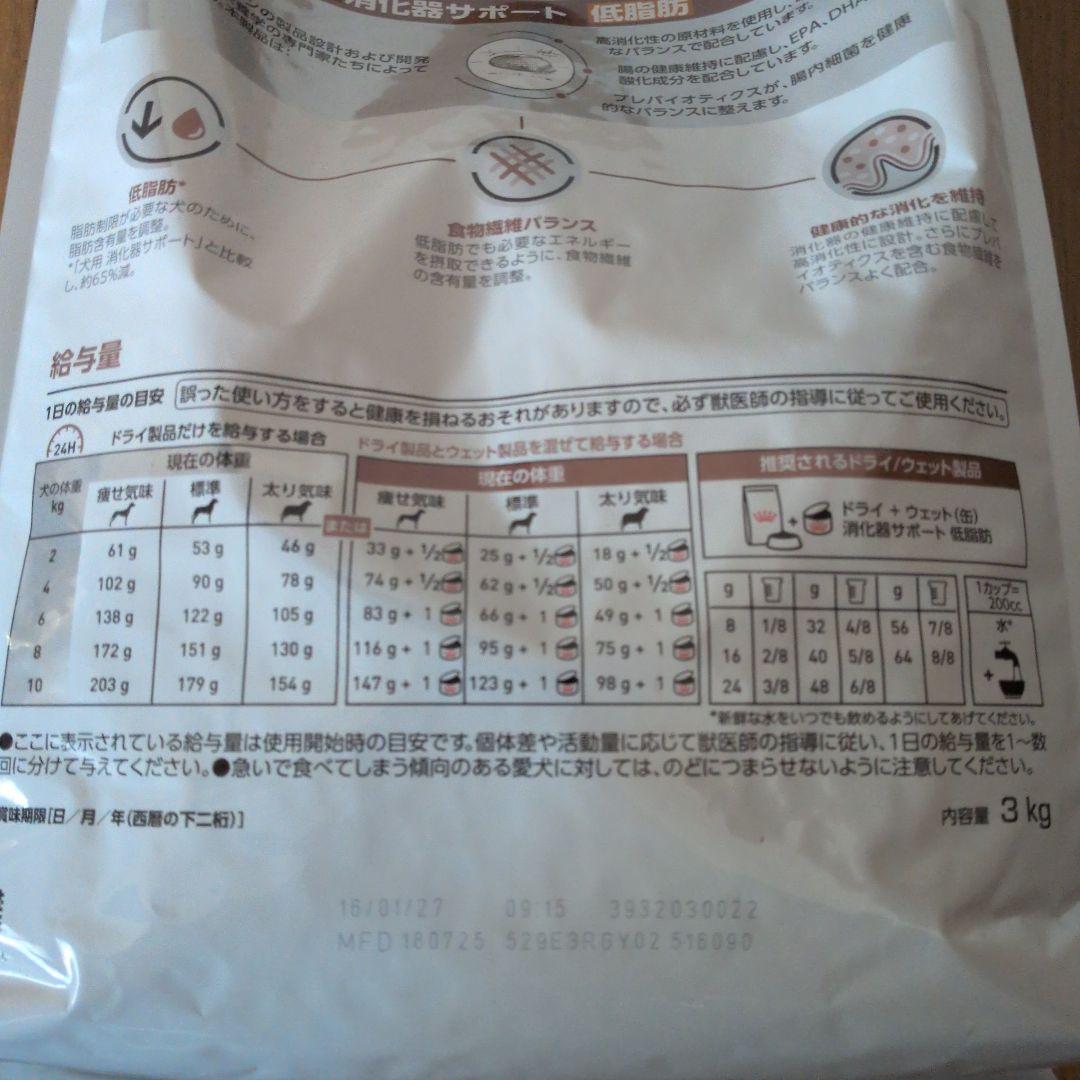 消化器サポート 低脂肪
の製品設計および開発
学の専門家たちによって
本製品は:
高消化性の原材料を使用し、
なバランスで配合しています。
腸の健康維持に配慮し、EPA、DHA
酸化成分を配合しています。
プレバイオティクスが、腸内細菌を健康
的なバランスに整えます。
低脂肪*
脂肪制限が必要な犬のために、
脂肪含有量を調整。
*「犬用 消化器サポート」と比較
し、約65%減。
食物繊維バランス
低脂肪でも必要なエネルギー
を摂取できるように、食物繊維
の含有量を調整。
健康的な消化を維持
消化器の健康維持に配慮して
高消化性に設計。さらにプレバ
イオティクスを含む食物繊維を
バランスよく配合。
給与量
1日の給与量の目安 誤った使い方をすると健康を損ねるおそれがありますので、必ず獣医師の指導に従ってご使用ください。
24H ドライ製品だけを給与する場合 ドライ製品とウェット製品を混ぜて給与する場合
現在の体重 現在の体重 推奨されるドライ/ウェット製品
犬の体重 kg 痩せ気味 標準 太り気味 痩せ気味 標準 太り気味
または
ドライ + ウェット(缶)
消化器サポート 低脂肪
2 61 g 53 g 46 g 33 g + 1/2 25 g + 1/2 18 g + 1/2
4 102 g 90 g 78 g 74 g + 1/2 62 g + 1/2 50 g + 1/2
6 138 g 122 g 105 g 83 g + 1 66 g + 1 49 g + 1
8 172 g 151 g 130 g 116 g + 1 95 g + 1 75 g + 1
10 203 g 179 g 154 g 147 g + 1 123 g + 1 98 g + 1
g g g 1カップ=
200cc
8 1/8 32 4/8 56 7/8 水*
16 2/8 40 5/8 64 8/8
24 3/8 48 6/8 +
*新鮮な水をいつでも飲めるようにしてあげてください。
●ここに表示されている給与量は使用開始時の目安です。個体差や活動量に応じて獣医師の指導に従い、1日の給与量を1〜数
回に分けて与えてください。●急いで食べてしまう傾向のある愛犬に対しては、のどにつまらせないように注意してください。
賞味期限[日/月/年(西暦の下二桁)]
内容量 3 kg
16/01/27 09:15 3932030022
MFD 180725 529E3RGY02 516090